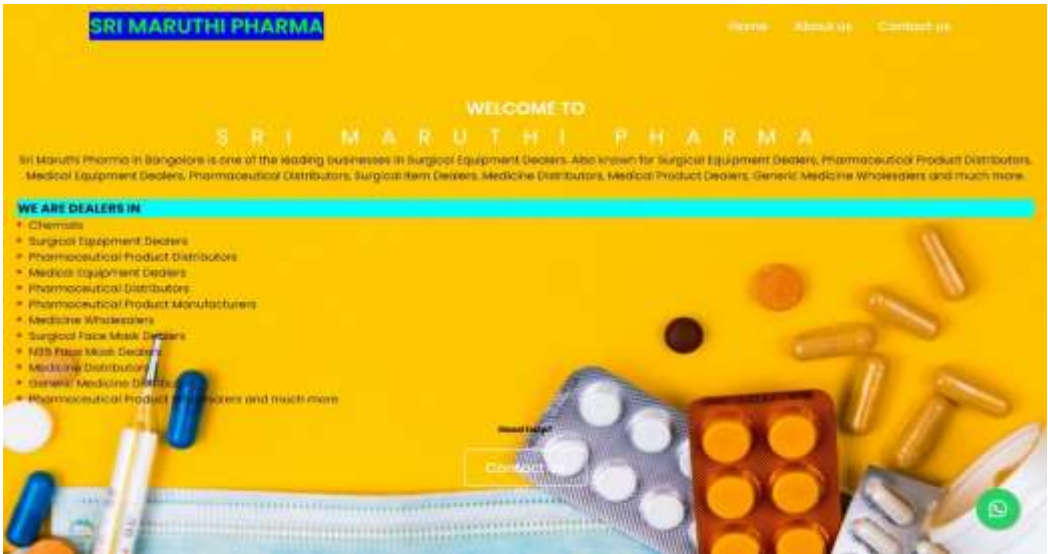 SRI MARUTHI PHARMA
Home About us Contact us
WELCOME TO
SRI MARUTHI PHARMA
Sri Maruthi Pharma in Bangalore is one of the leading businesses in Surgical Equipment Dealers. Also known for Surgical Equipment Dealers, Pharmaceutical Product Distributors,
Medical Equipment Dealers, Pharmaceutical Distributors, Surgical Item Dealers, Medicine Distributors, Medical Product Dealers, Generic Medicine Wholesalers and much more.
WE ARE DEALERS IN
Surgical Equipment Dealers
Pharmaceutical Product Distributors
Medical Equipment Dealers
Pharmaceutical Distributors
Pharmaceutical Product Manufacturers
Medicine Wholesalers
Surgical Face Mask Dealers
N95 Face Mask Dealers
Medicine Distributors
Generic Medicine
Pharmaceutical Product and much more
Need Help?
Contact us